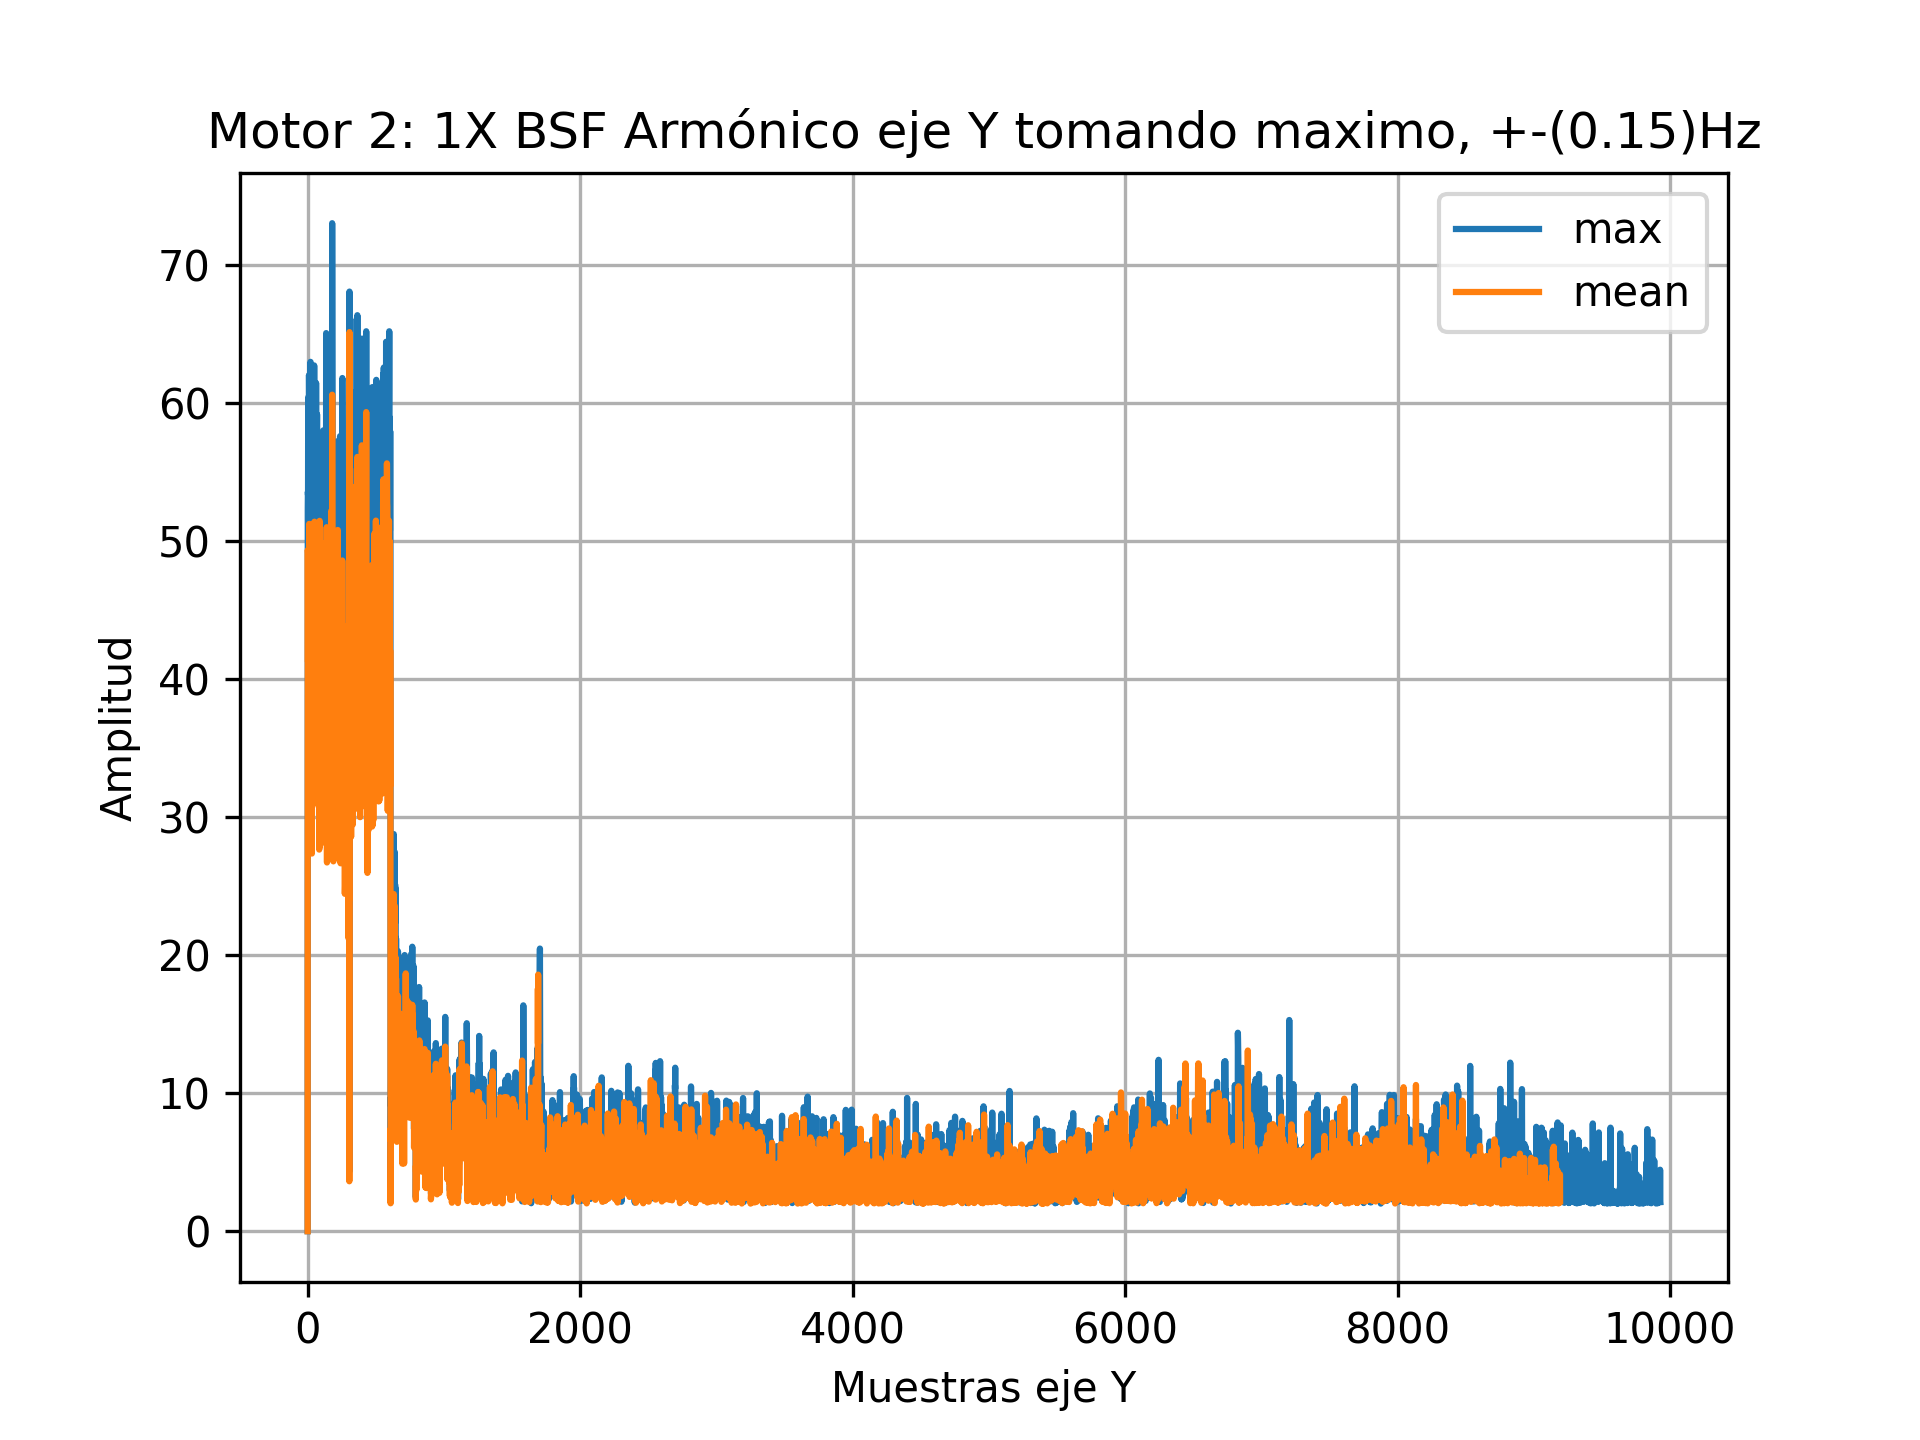 Motor 2: 1X BSF Armónico eje Y tomando maximo, +-(0.15)Hz
max
mean
70
60
50
40
30
20
10
0
Amplitud
0 2000 4000 6000 8000 10000
Muestras eje Y